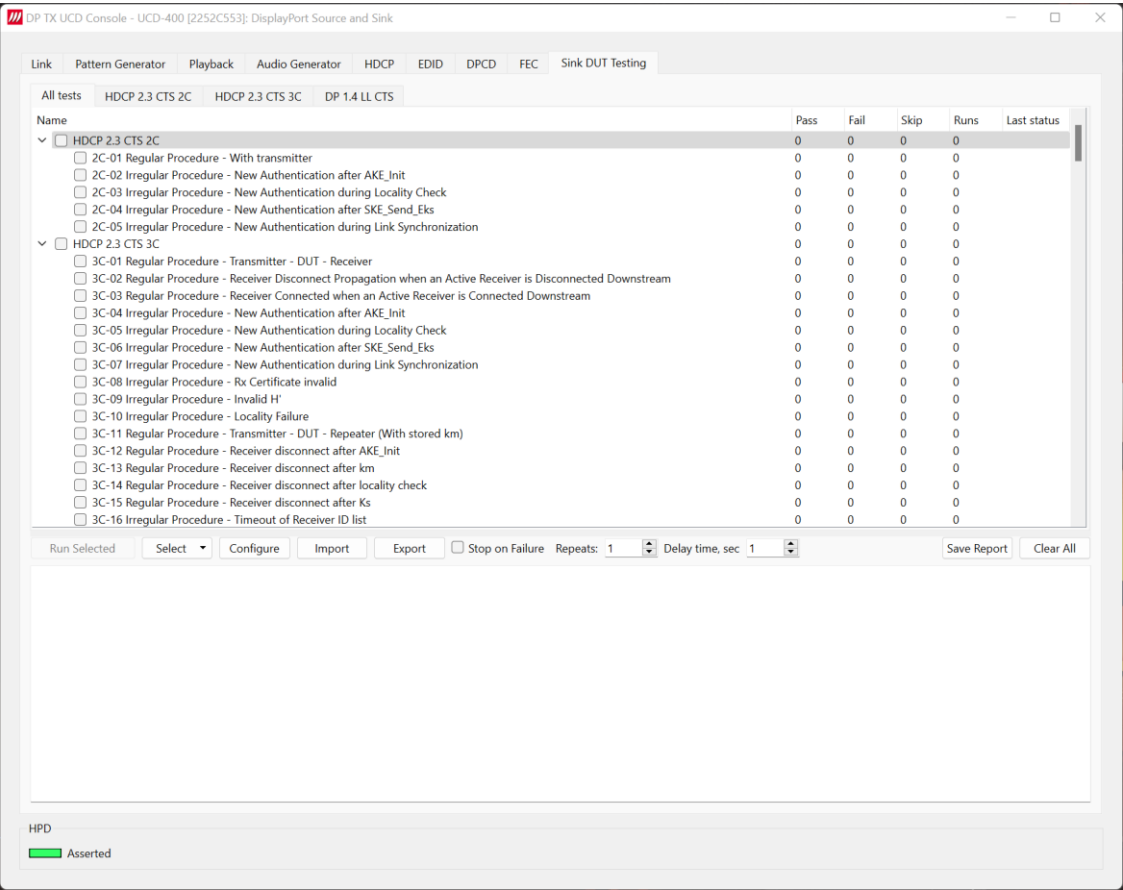 DP TX UCD Console - UCD-400 [2252C553]: DisplayPort Source and Sink
Link Pattern Generator Playback Audio Generator HDCP EDID DPCD FEC Sink DUT Testing
All tests HDCP 2.3 CTS 2C HDCP 2.3 CTS 3C DP 1.4 LL CTS
Name Pass Fail Skip Runs Last status
HDCP 2.3 CTS 2C 0 0 0 0
2C-01 Regular Procedure - With transmitter 0 0 0 0
2C-02 Irregular Procedure - New Authentication after AKE_Init 0 0 0 0
2C-03 Irregular Procedure - New Authentication during Locality Check 0 0 0 0
2C-04 Irregular Procedure - New Authentication after SKE_Send_Eks 0 0 0 0
2C-05 Irregular Procedure - New Authentication during Link Synchronization 0 0 0 0
HDCP 2.3 CTS 3C 0 0 0 0
3C-01 Regular Procedure - Transmitter - DUT - Receiver 0 0 0 0
3C-02 Regular Procedure - Receiver Disconnect Propagation when an Active Receiver is Disconnected Downstream 0 0 0 0
3C-03 Regular Procedure - Receiver Connected when an Active Receiver is Connected Downstream 0 0 0 0
3C-04 Irregular Procedure - New Authentication after AKE_Init 0 0 0 0
3C-05 Irregular Procedure - New Authentication during Locality Check 0 0 0 0
3C-06 Irregular Procedure - New Authentication after SKE_Send_Eks 0 0 0 0
3C-07 Irregular Procedure - New Authentication during Link Synchronization 0 0 0 0
3C-08 Irregular Procedure - Rx Certificate invalid 0 0 0 0
3C-09 Irregular Procedure - Invalid H' 0 0 0 0
3C-10 Irregular Procedure - Locality Failure 0 0 0 0
3C-11 Regular Procedure - Transmitter - DUT - Repeater (With stored km) 0 0 0 0
3C-12 Regular Procedure - Receiver disconnect after AKE_Init 0 0 0 0
3C-13 Regular Procedure - Receiver disconnect after km 0 0 0 0
3C-14 Regular Procedure - Receiver disconnect after locality check 0 0 0 0
3C-15 Regular Procedure - Receiver disconnect after Ks 0 0 0 0
3C-16 Irregular Procedure - Timeout of Receiver ID list 0 0 0 0
Run Selected Select Configure Import Export Stop on Failure Repeats: 1 Delay time, sec 1 Save Report Clear All
HPD
Asserted